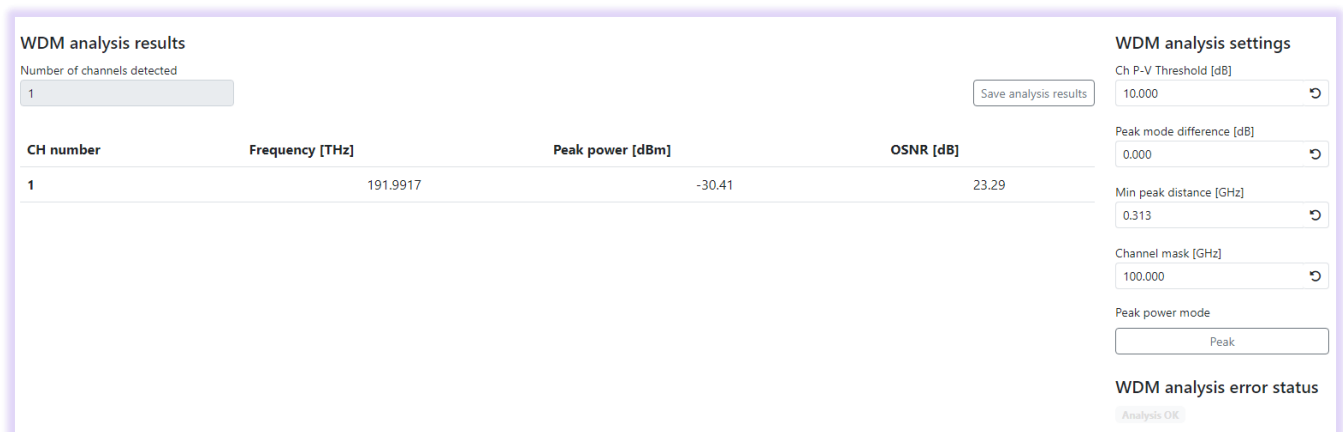 WDM analysis results
Number of channels detected
1
Save analysis results
CH number Frequency [THz] Peak power [dBm] OSNR [dB]
1 191.9917 -30.41 23.29
WDM analysis settings
Ch P-V Threshold [dB]
10.000
Peak mode difference [dB]
0.000
Min peak distance [GHz]
0.313
Channel mask [GHz]
100.000
Peak power mode
Peak
WDM analysis error status
Analysis OK